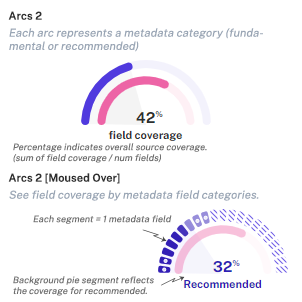 Arcs 2
Each arc represents a metadata category (funda-
mental or recommended)
42%
field coverage
Percentage indicates overall source coverage.
(sum of field coverage / num fields)
Arcs 2 [Moused Over]
See field coverage by metadata field categories.
Each segment = 1 metadata field
32%
Recommended
Background pie segment reflects
the coverage for recommended.